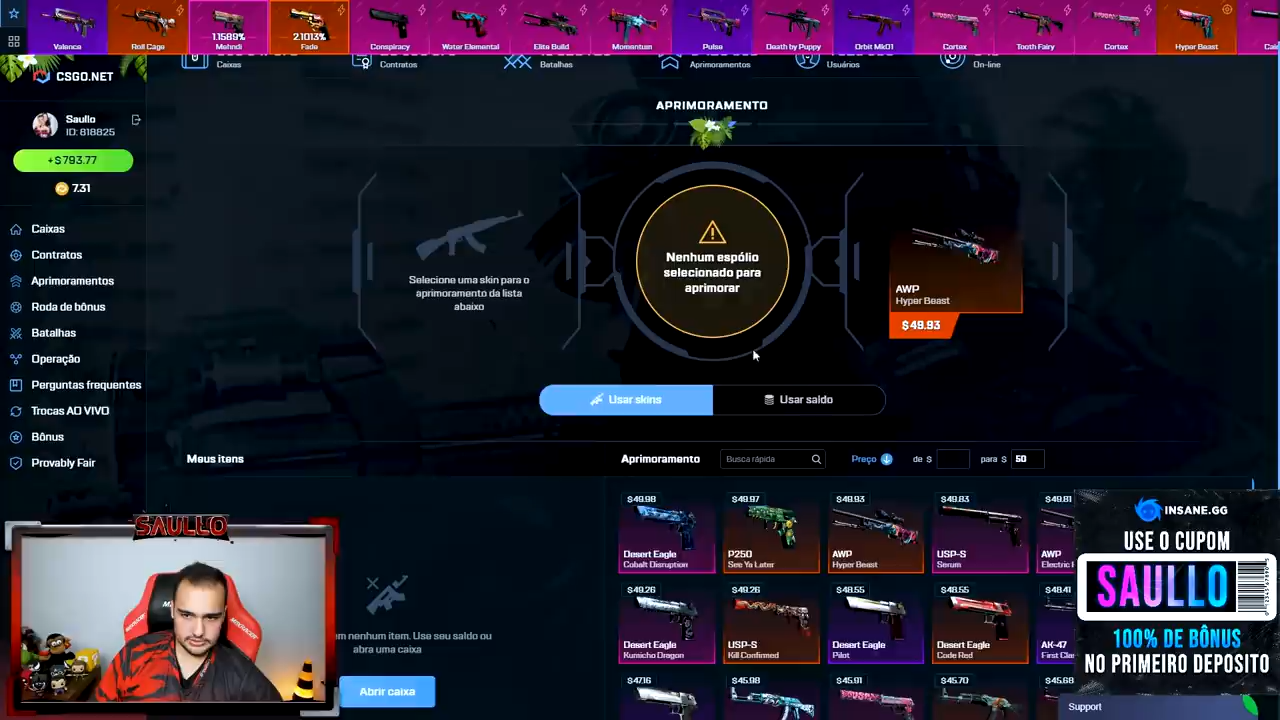 Valence
Roll Cage
1.1589%
Mehndi
2.1013%
Fade
Conspiracy
Water Elemental
Elite Build
Momentum
Pulse
Death by Puppy
Orbit Mk01
Cortex
Tooth Fairy
Cortex
Hyper Beast
CSGO.NET
Caixas
Contratos
Batalhas
Aprimoramentos
Usuários
On-line
Saullo
ID: 818825
+$793.77
7.31
Caixas
Contratos
Aprimoramentos
Roda de bônus
Batalhas
Operação
Perguntas frequentes
Trocas AO VIVO
Bônus
Provably Fair
APRIMORAMENTO
Selecione uma skin para o
aprimoramento da lista
abaixo
Nenhum espólio
selecionado para
aprimorar
AWP
Hyper Beast
$49.93
Usar skins
Usar saldo
Meus itens
Aprimoramento
Busca rápida
Preço
de $
para $ 50
$49.98
Desert Eagle
Cobalt Disruption
$49.97
P250
See Ya Later
$49.93
AWP
Hyper Beast
$49.83
USP-S
Serum
$49.81
AWP
Electric
$49.26
Desert Eagle
Kumicho Dragon
$49.26
USP-S
Kill Confirmed
$48.55
Desert Eagle
Pilot
$48.55
Desert Eagle
Code Red
$48.41
AK-47
First Clas
$47.16
$45.98
$45.91
$45.70
$45.68
em nenhum item. Use seu saldo ou
abra uma caixa
Abrir caixa
SAULLO
INSANE.GG
USE O CUPOM
SAULLO
100% DE BÔNUS
NO PRIMEIRO DEPOSITO
Support